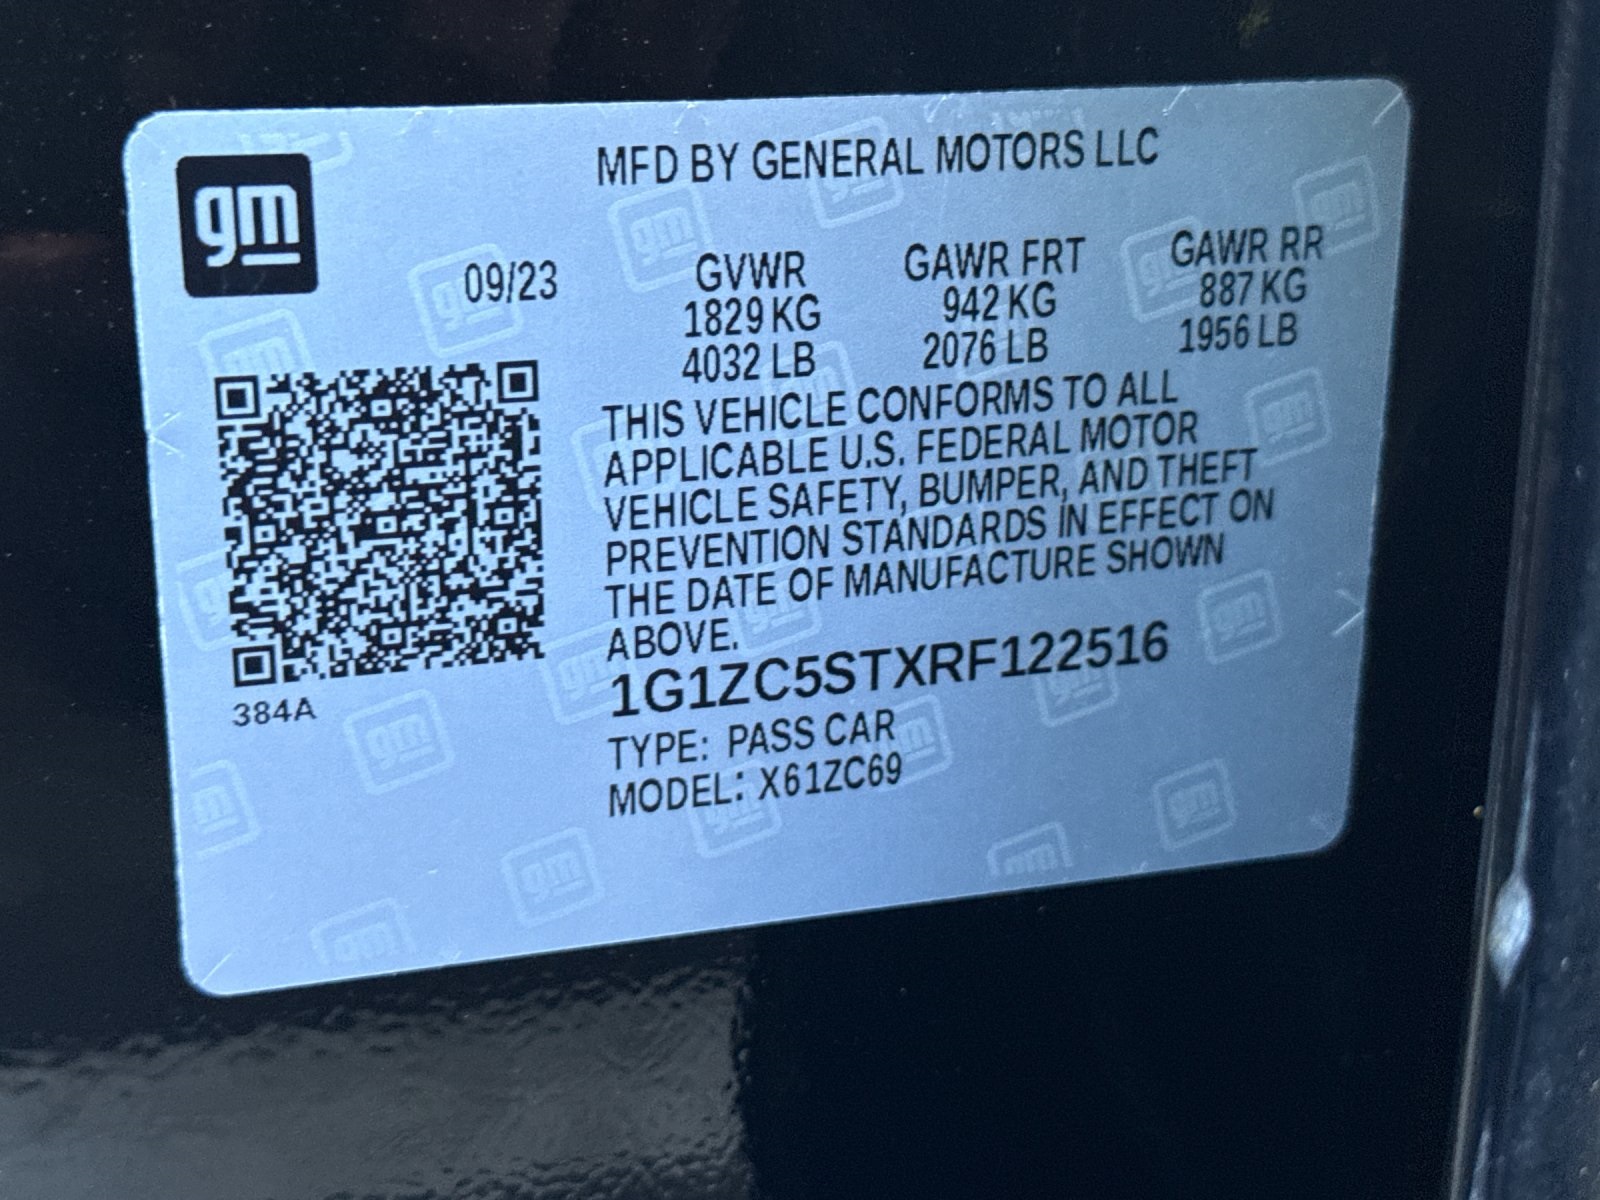 gm
MFD BY GENERAL MOTORS LLC
09/23
GVWR GAWR FRT GAWR RR
1829 KG 942 KG 887 KG
4032 LB 2076 LB 1956 LB
THIS VEHICLE CONFORMS TO ALL
APPLICABLE U.S. FEDERAL MOTOR
VEHICLE SAFETY, BUMPER, AND THEFT
PREVENTION STANDARDS IN EFFECT ON
THE DATE OF MANUFACTURE SHOWN
ABOVE.
1G1ZC5STXRF122516
TYPE: PASS CAR
MODEL: X61ZC69
384A